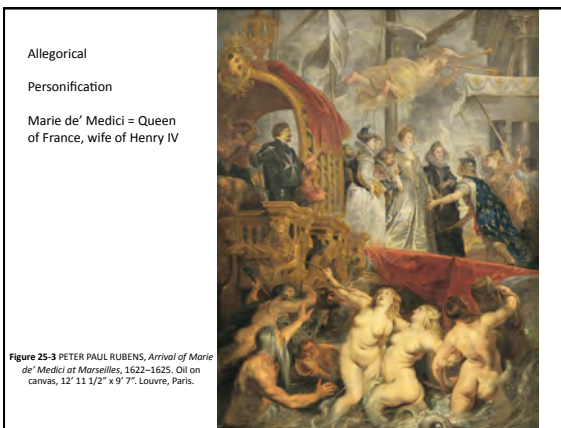 Allegorical
Personification
Marie de’ Medici = Queen
of France, wife of Henry IV
Figure 25-3 PETER PAUL RUBENS, Arrival of Marie
de’ Medici at Marseilles, 1622–1625. Oil on
canvas, 12’ 11 1/2” x 9’ 7”. Louvre, Paris.